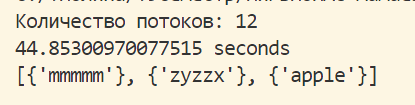 Количество потоков: 12
44.85300970077515 seconds
[{'mmmmm'}, {'zyzzx'}, {'apple'}]